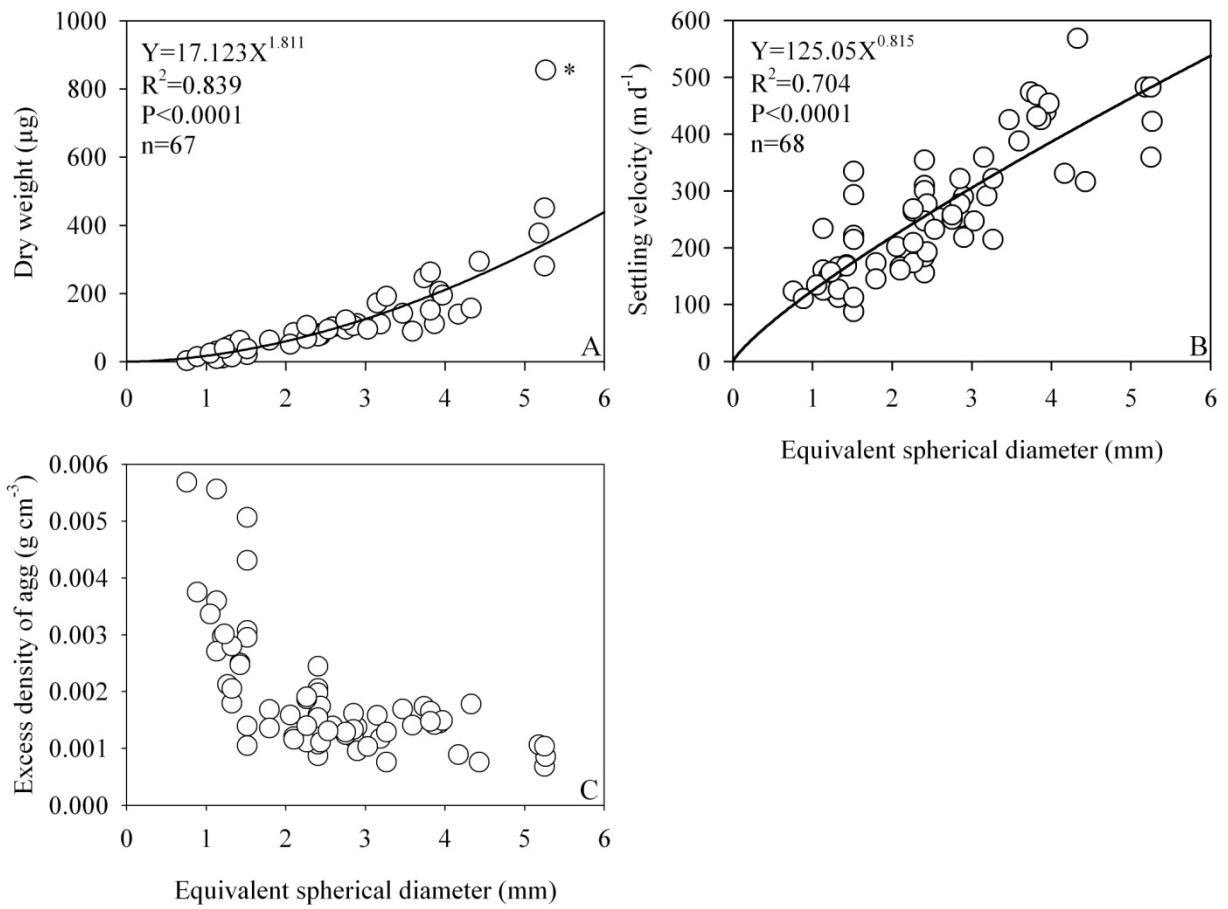 1000
800
600
400
200
0
Dry weight (µg)
Y=17.123X^1.811
R²=0.839
P<0.0001
n=67
*
A
0 1 2 3 4 5 6
600
500
400
300
200
100
0
Settling velocity (m d⁻¹)
Y=125.05X^0.815
R²=0.704
P<0.0001
n=68
B
0 1 2 3 4 5 6
Equivalent spherical diameter (mm)
0.006
0.005
0.004
0.003
0.002
0.001
0.000
Excess density of agg (g cm⁻³)
C
0 1 2 3 4 5 6
Equivalent spherical diameter (mm)